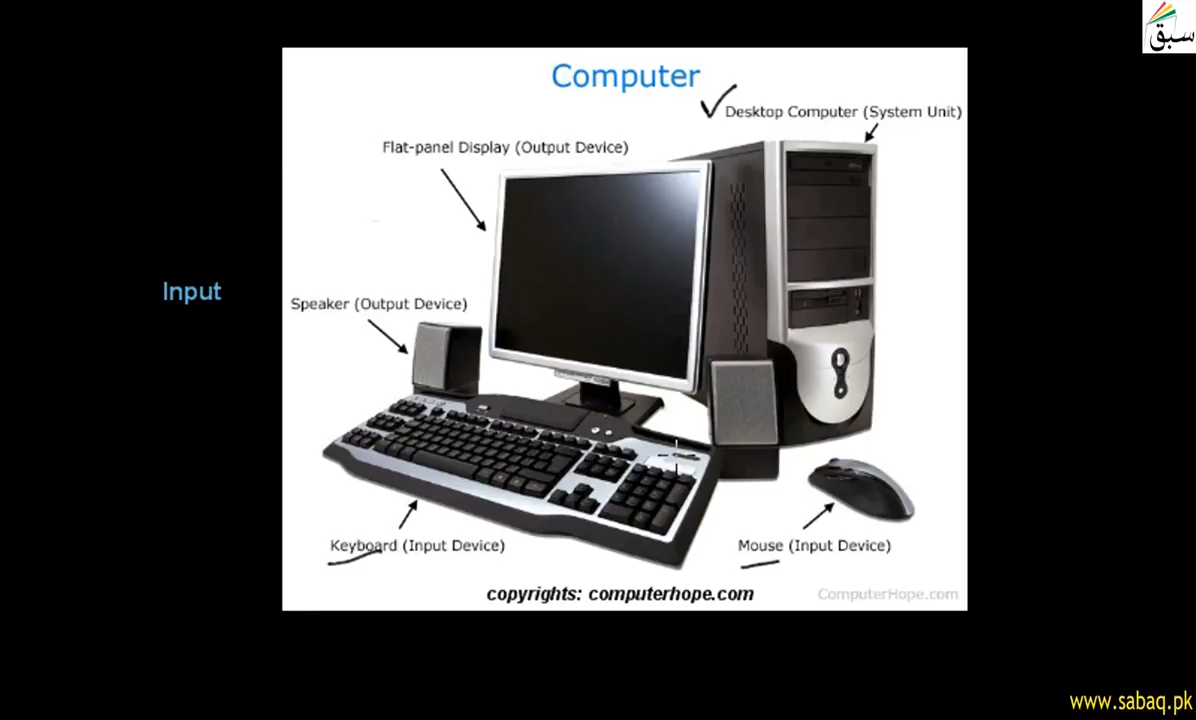 سبق
Computer
Desktop Computer (System Unit)
Flat-panel Display (Output Device)
Input
Speaker (Output Device)
Keyboard (Input Device)
Mouse (Input Device)
copyrights: computerhope.com
ComputerHope.com
www.sabaq.pk